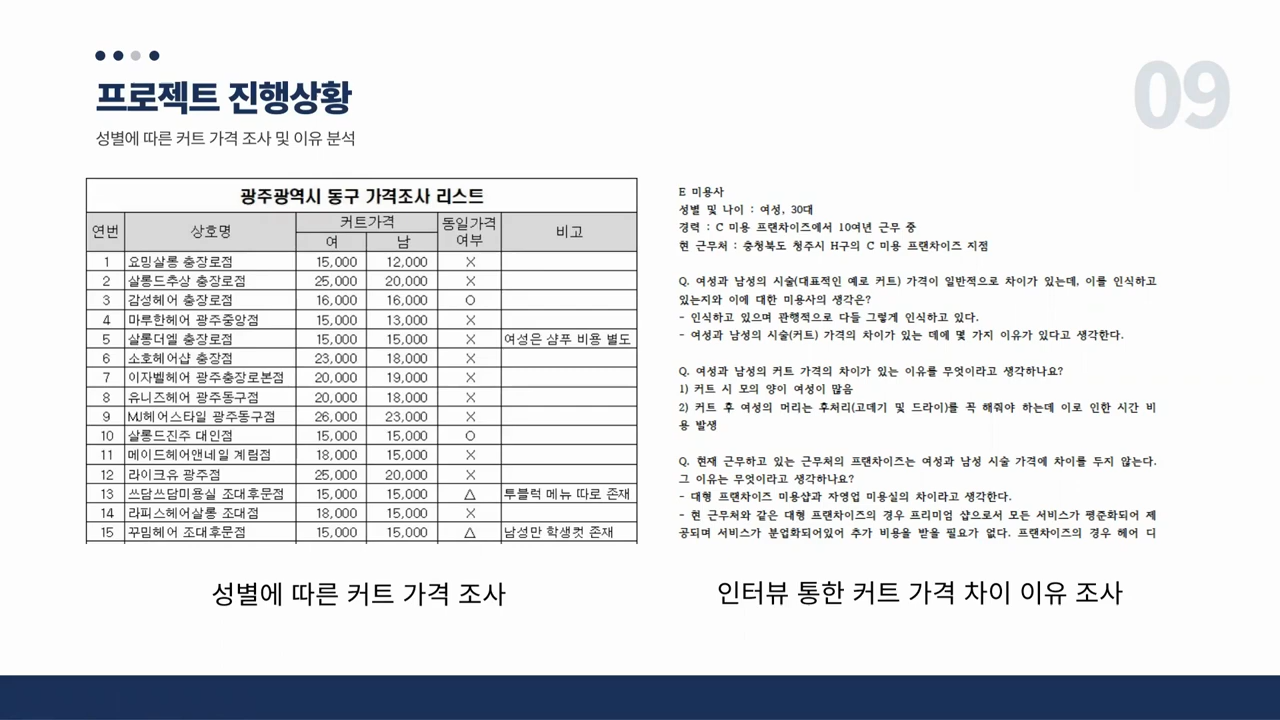 프로젝트 진행상황
09
성별에 따른 커트 가격 조사 및 이유 분석
광주광역시 동구 가격조사 리스트
연번 상호명 커트가격 동일가격 여부 비고
여 남
1 요밍살롱 충장로점 15,000 12,000 X
2 살롱드추상 충장로점 25,000 20,000 X
3 감성헤어 충장로점 16,000 16,000 O
4 마루한헤어 광주중앙점 15,000 13,000 X
5 살롱더엘 충장로점 15,000 15,000 X 여성은 샴푸 비용 별도
6 소호헤어샵 충장점 23,000 18,000 X
7 이자벨헤어 광주충장로본점 20,000 19,000 X
8 유니즈헤어 광주동구점 20,000 18,000 X
9 MJ헤어스타일 광주동구점 26,000 23,000 X
10 살롱드진주 대인점 15,000 15,000 O
11 메이드헤어앤네일 계림점 18,000 15,000 X
12 라이크유 광주점 25,000 20,000 X
13 쓰담쓰담미용실 조대후문점 15,000 15,000 △ 투블럭 메뉴 따로 존재
14 라피스헤어살롱 조대점 18,000 15,000 X
15 꾸밈헤어 조대후문점 15,000 15,000 △ 남성만 학생컷 존재
성별에 따른 커트 가격 조사
E 미용사
성별 및 나이 : 여성, 30대
경력 : C 미용 프랜차이즈에서 10여년 근무 중
현 근무처 : 충청북도 청주시 H구의 C 미용 프랜차이즈 지점
Q. 여성과 남성의 시술(대표적인 예로 커트) 가격이 일반적으로 차이가 있는데, 이를 인식하고
있는지와 이에 대한 미용사의 생각은?
- 인식하고 있으며 관행적으로 다들 그렇게 인식하고 있다.
- 여성과 남성의 시술(커트) 가격의 차이가 있는 데에 몇 가지 이유가 있다고 생각한다.
Q. 여성과 남성의 커트 가격의 차이가 있는 이유를 무엇이라고 생각하나요?
1) 커트 시 모의 양이 여성이 많음
2) 커트 후 여성의 머리는 후처리(고데기 및 드라이)를 꼭 해줘야 하는데 이로 인한 시간 비
용 발생
Q. 현재 근무하고 있는 근무처의 프랜차이즈는 여성과 남성 시술 가격에 차이를 두지 않는다.
그 이유는 무엇이라고 생각하나요?
- 대형 프랜차이즈 미용샵과 자영업 미용실의 차이라고 생각한다.
- 현 근무처와 같은 대형 프랜차이즈의 경우 프리미엄 샵으로서 모든 서비스가 평준화되어 제
공되며 서비스가 분업화되어있어 추가 비용을 받을 필요가 없다. 프랜차이즈의 경우 헤어 디
인터뷰 통한 커트 가격 차이 이유 조사